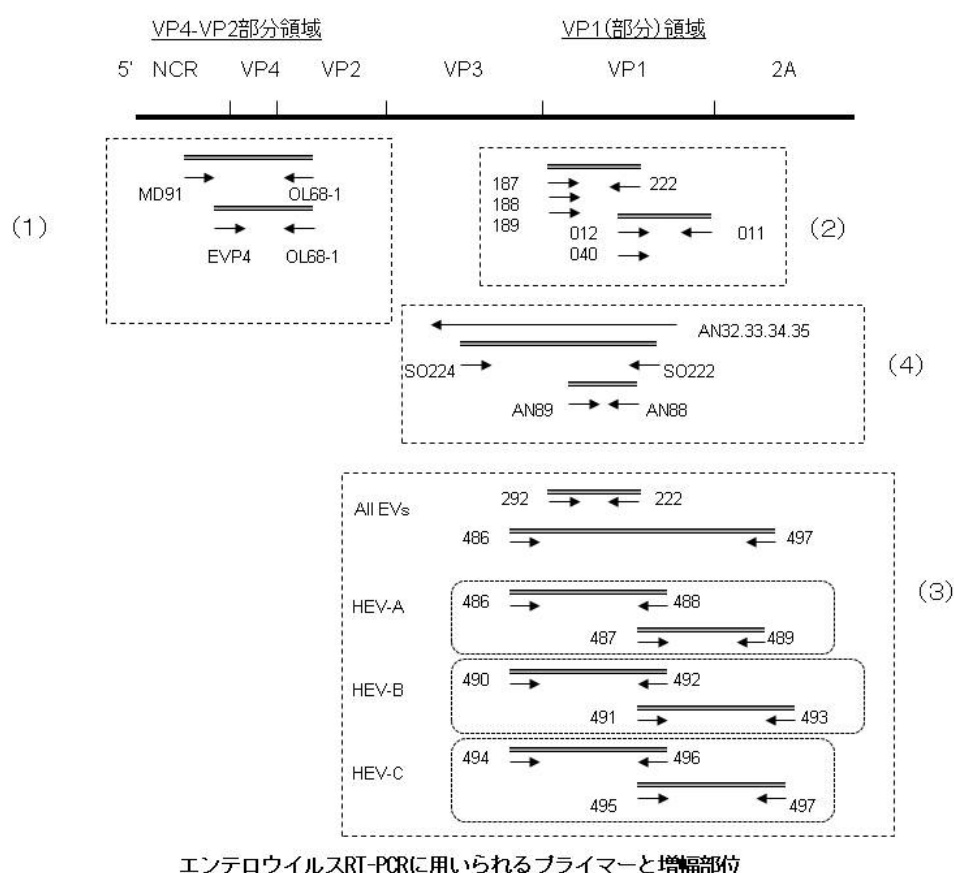 VP4-VP2部分領域 VP1(部分)領域
5' NCR VP4 VP2 VP3 VP1 2A
MD91 OL68-1
EVP4 OL68-1
(1)
187 222
188
189
012 011
040
(2)
AN32.33.34.35
SO224 SO222
AN89 AN88
(4)
All EVs
292 222
486 497
HEV-A
486 488
487 489
HEV-B
490 492
491 493
HEV-C
494 496
495 497
(3)
エンテロウイルスRT-PCRに用いられるプライマーと増幅部位